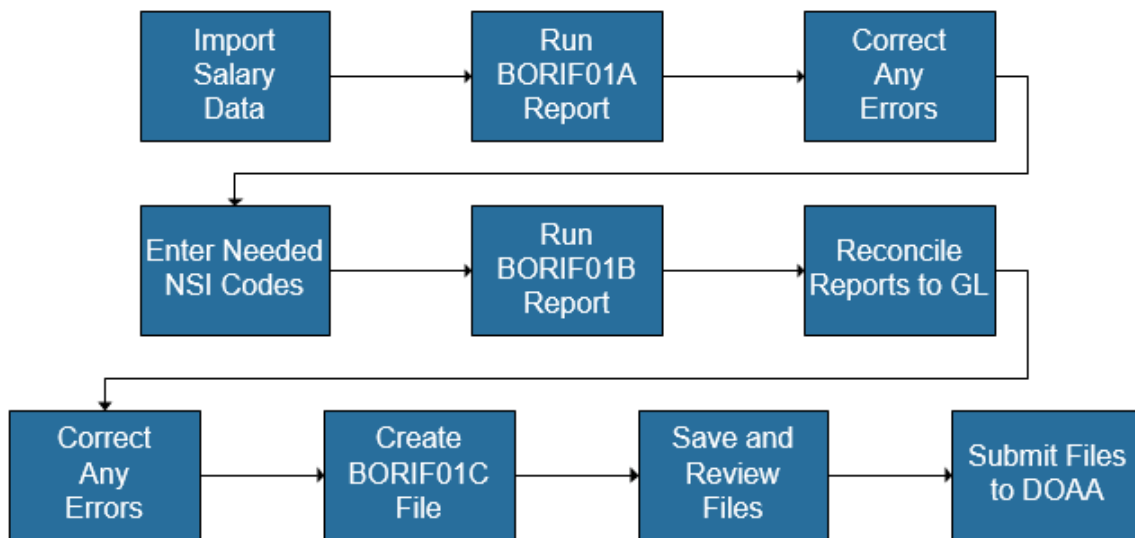 Import
Salary
Data
Run
BORIF01A
Report
Correct
Any
Errors
Enter Needed
NSI Codes
Run
BORIF01B
Report
Reconcile
Reports to GL
Correct
Any
Errors
Create
BORIF01C
File
Save and
Review
Files
Submit Files
to DOAA